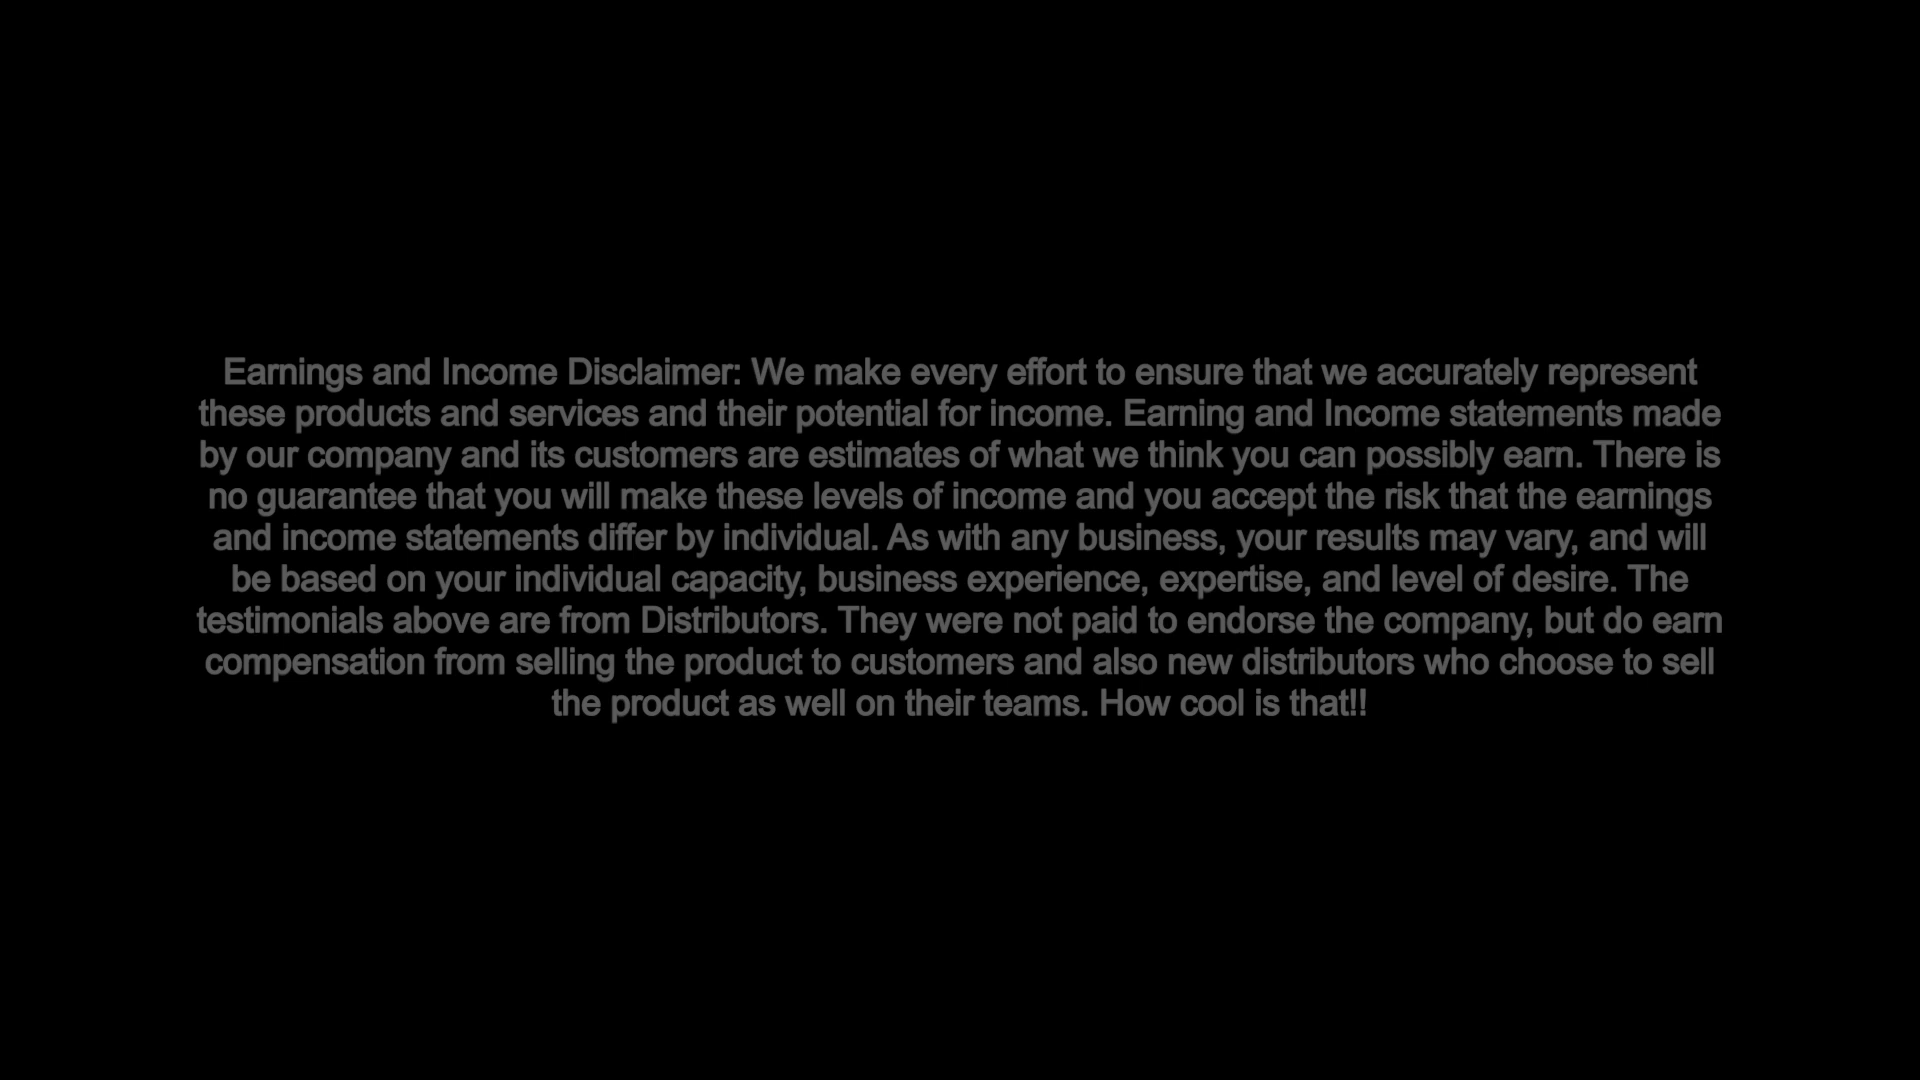 Earnings and Income Disclaimer: We make every effort to ensure that we accurately represent
these products and services and their potential for income. Earning and Income statements made
by our company and its customers are estimates of what we think you can possibly earn. There is
no guarantee that you will make these levels of income and you accept the risk that the earnings
and income statements differ by individual. As with any business, your results may vary, and will
be based on your individual capacity, business experience, expertise, and level of desire. The
testimonials above are from Distributors. They were not paid to endorse the company, but do earn
compensation from selling the product to customers and also new distributors who choose to sell
the product as well on their teams. How cool is that!!